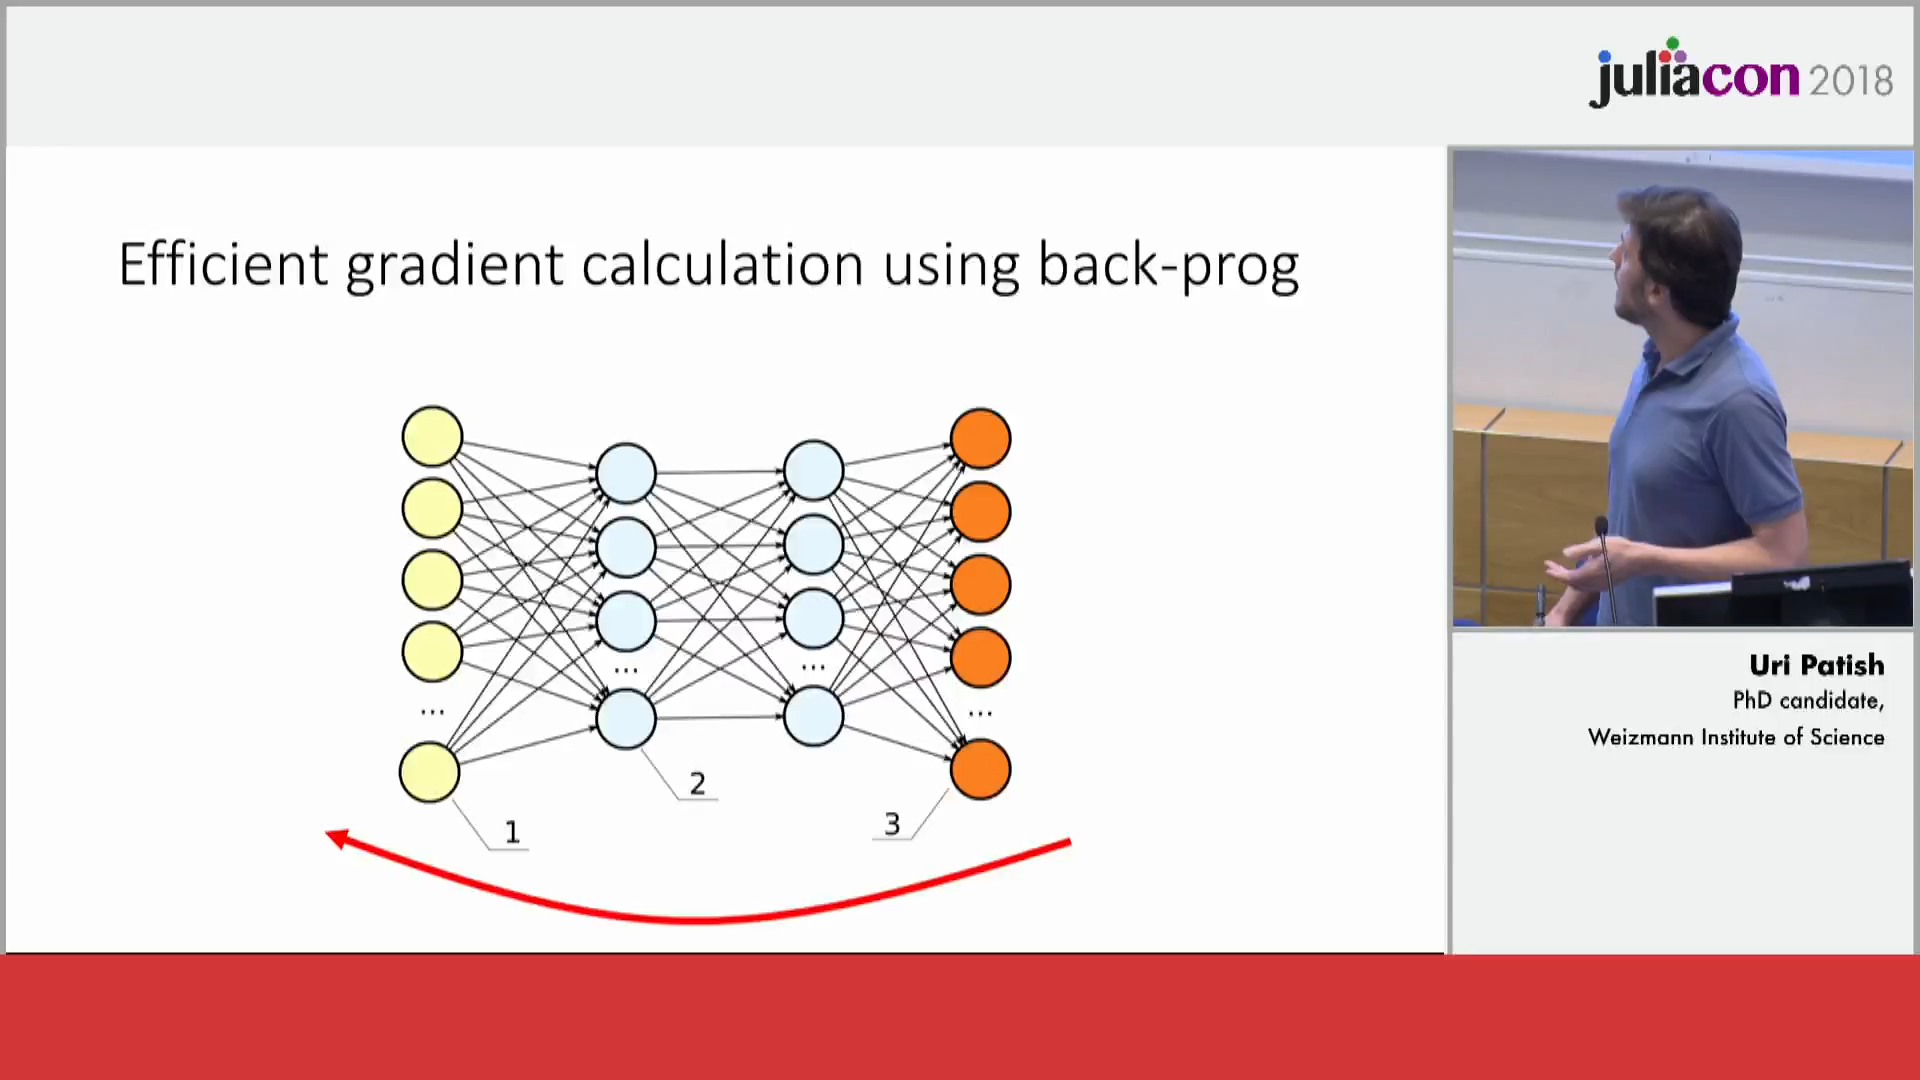 juliacon 2018
Efficient gradient calculation using back-prog
...
...
...
...
1
2
3
Uri Patish
PhD candidate,
Weizmann Institute of Science